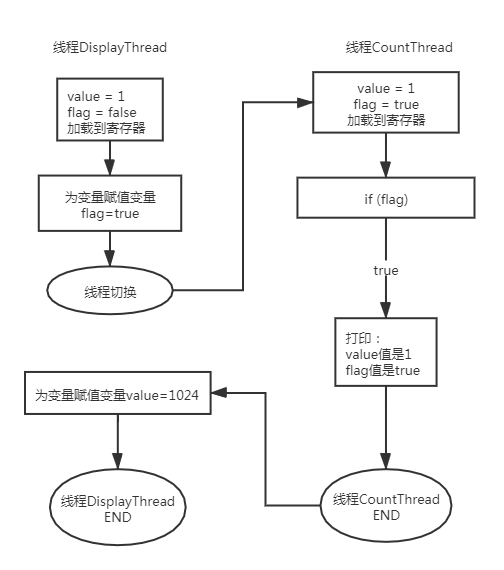 线程DisplayThread
value = 1
flag = false
加载到寄存器
为变量赋值变量
flag=true
线程切换
线程CountThread
value = 1
flag = true
加载到寄存器
if (flag)
true
打印：
value值是1
flag值是true
线程CountThread
END
为变量赋值变量value=1024
线程DisplayThread
END